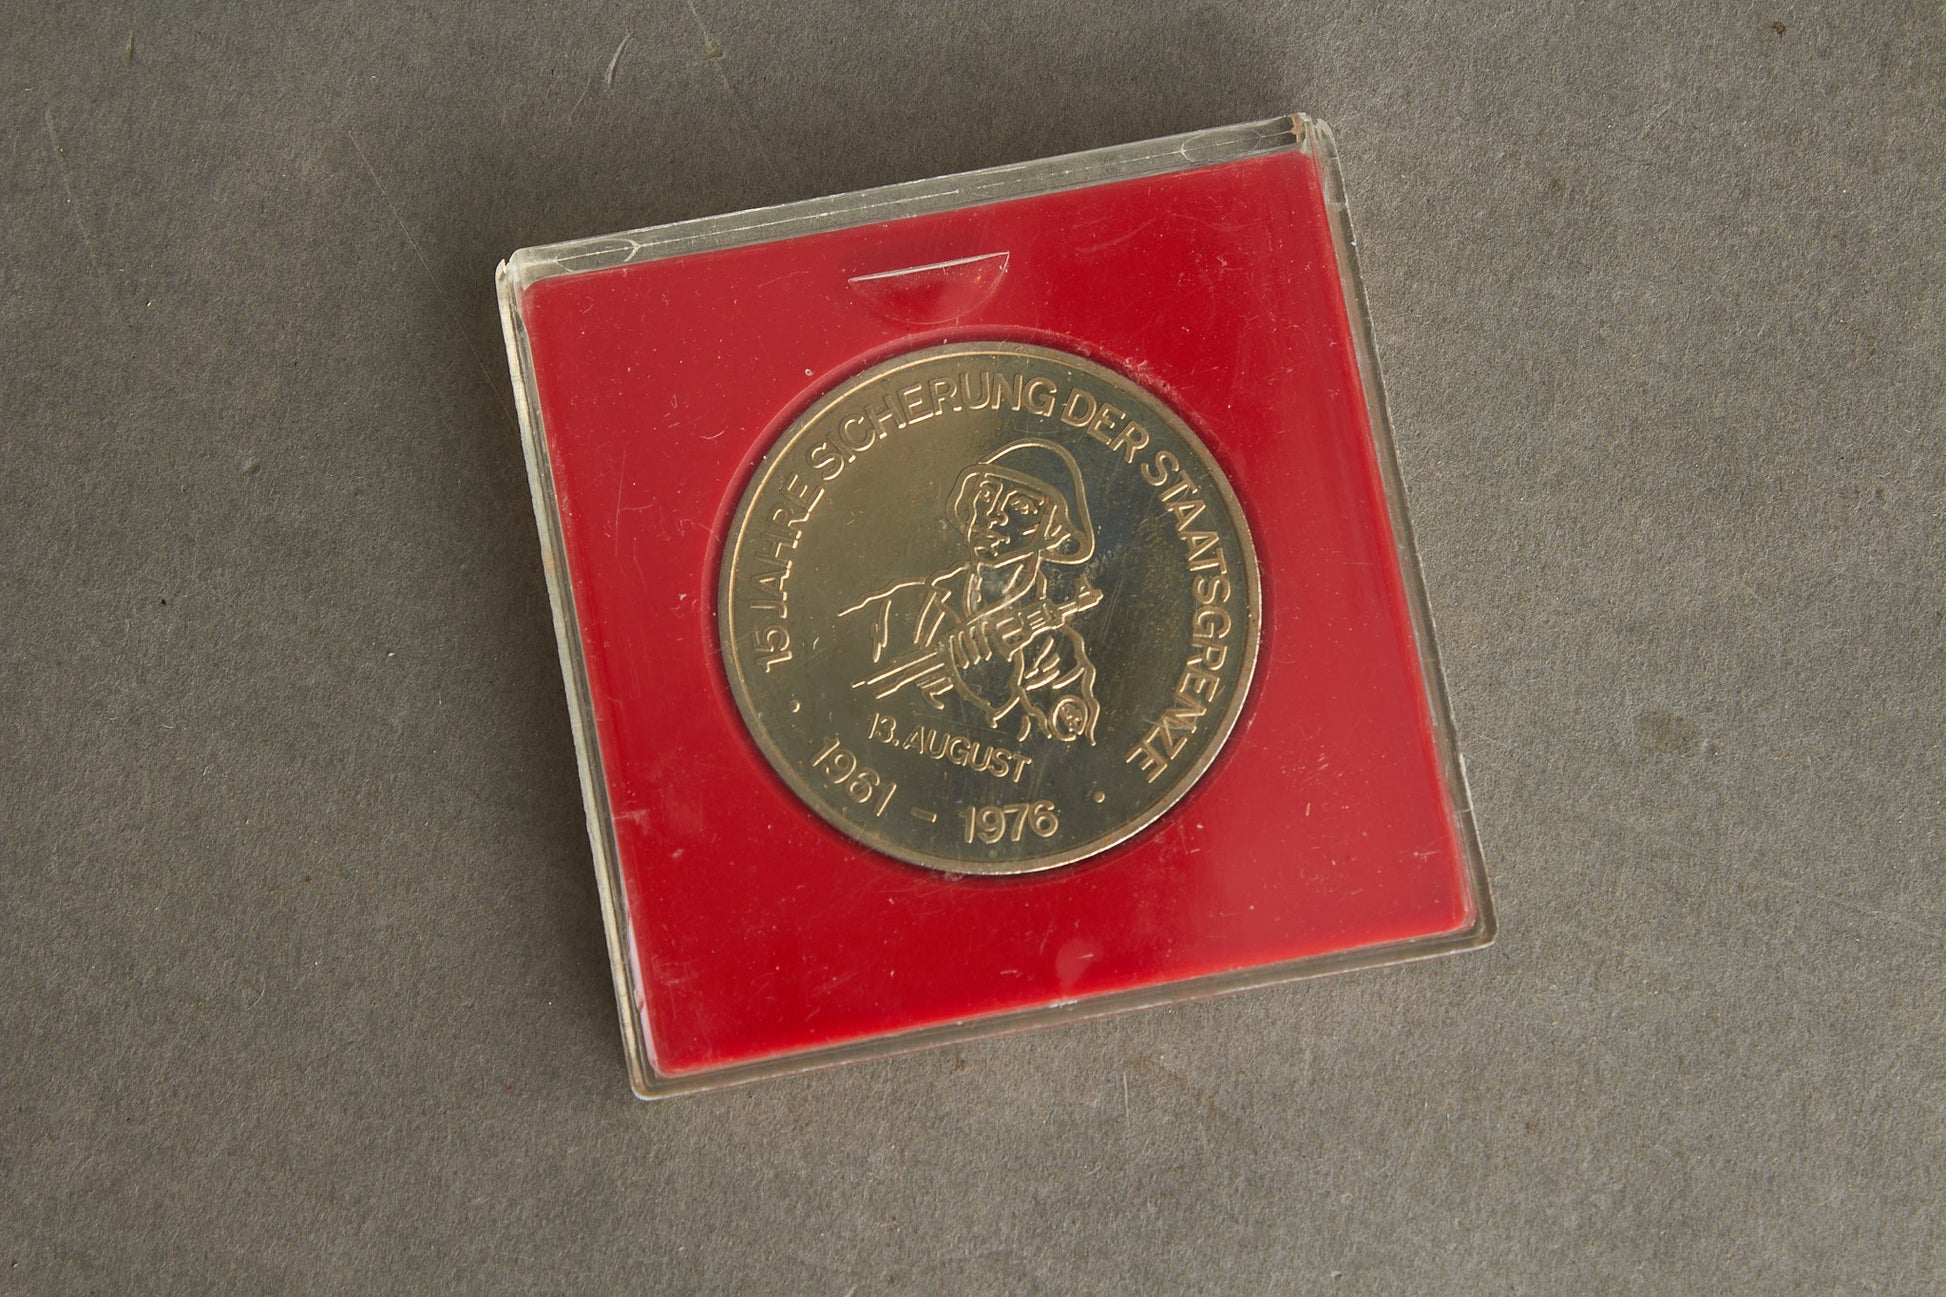 15 JAHRE SICHERUNG DER STAATSGRENZE
13. AUGUST
1961 - 1976